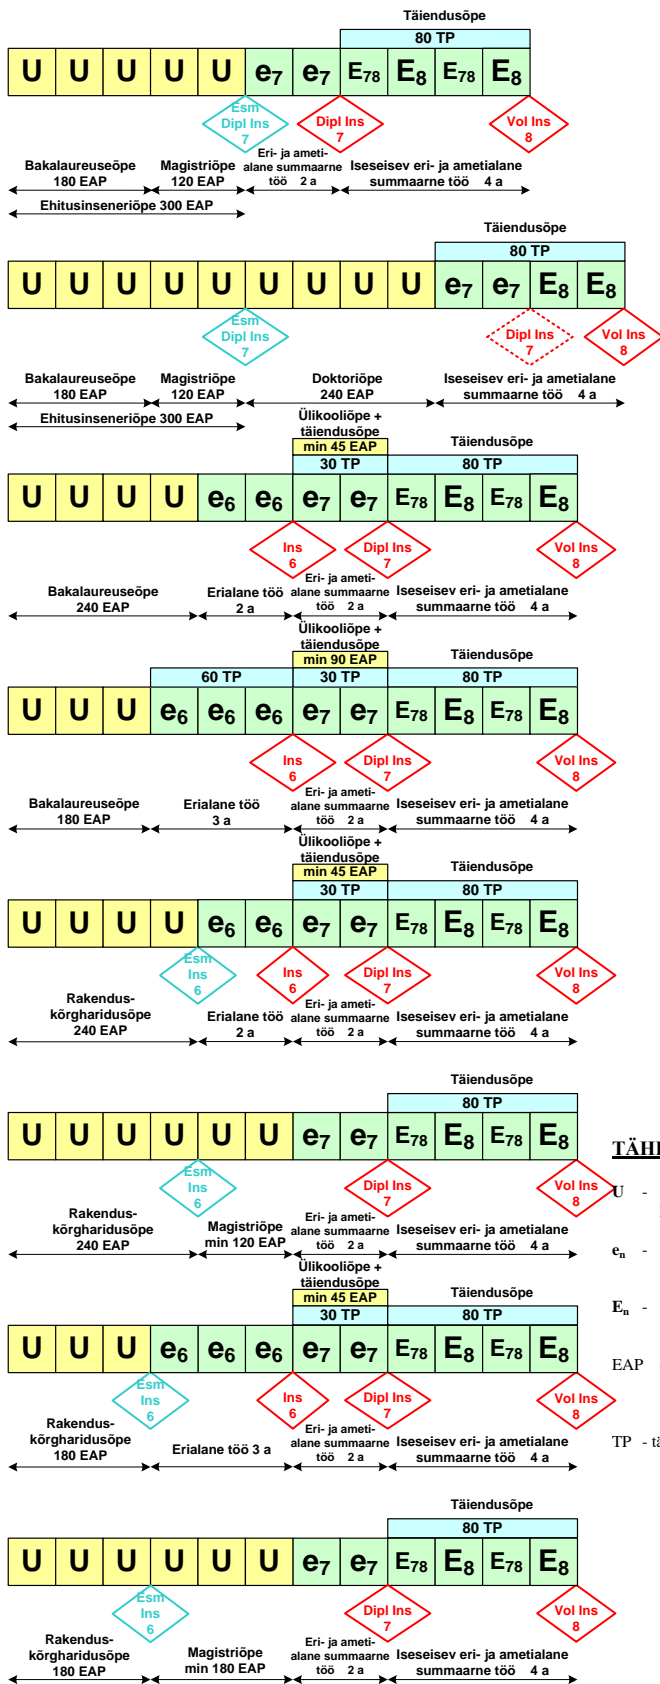 Täiendusõpe
80 TP
U U U U U e7 e7 E78 E8 E78 E8
Esm
Dipl Ins
7
Dipl Ins
7
Vol Ins
8
Bakalaureuseõpe
180 EAP
Magistriõpe
120 EAP
Eri- ja ameti-
alane summaarne
töö 2 a
Iseseisev eri- ja ametialane
summaarne töö 4 a
Ehitusinseneriõpe 300 EAP
Täiendusõpe
80 TP
U U U U U U U U U e7 e7 E8 E8
Esm
Dipl Ins
7
Dipl Ins
7
Vol Ins
8
Bakalaureuseõpe
180 EAP
Magistriõpe
120 EAP
Doktoriõpe
240 EAP
Iseseisev eri- ja ametialane
summaarne töö 4 a
Ehitusinseneriõpe 300 EAP
Ülikooliõpe +
täiendusõpe
min 45 EAP
30 TP
Täiendusõpe
80 TP
U U U U e6 e6 e7 e7 E78 E8 E78 E8
Ins
6
Dipl Ins
7
Vol Ins
8
Bakalaureuseõpe
240 EAP
Erialane töö
2 a
Eri- ja ameti-
alane summaarne
töö 2 a
Iseseisev eri- ja ametialane
summaarne töö 4 a
Ülikooliõpe +
täiendusõpe
min 90 EAP
60 TP
30 TP
Täiendusõpe
80 TP
U U U e6 e6 e6 e7 e7 E78 E8 E78 E8
Ins
6
Dipl Ins
7
Vol Ins
8
Bakalaureuseõpe
180 EAP
Erialane töö
3 a
Eri- ja ameti-
alane summaarne
töö 2 a
Iseseisev eri- ja ametialane
summaarne töö 4 a
Ülikooliõpe +
täiendusõpe
min 45 EAP
30 TP
Täiendusõpe
80 TP
U U U U e6 e6 e7 e7 E78 E8 E78 E8
Esm
Ins
6
Ins
6
Dipl Ins
7
Vol Ins
8
Rakendus-
kõrgharidusõpe
240 EAP
Erialane töö
2 a
Eri- ja ameti-
alane summaarne
töö 2 a
Iseseisev eri- ja ametialane
summaarne töö 4 a
Täiendusõpe
80 TP
U U U U U U e7 e7 E78 E8 E78 E8
Esm
Ins
6
Dipl Ins
7
Vol Ins
8
Rakendus-
kõrgharidusõpe
240 EAP
Magistriõpe
min 120 EAP
Eri- ja ameti-
alane summaarne
töö 2 a
Iseseisev eri- ja ametialane
summaarne töö 4 a
U -
en -
En -
EAP
TP - tä
Ülikooliõpe +
täiendusõpe
min 45 EAP
30 TP
Täiendusõpe
80 TP
U U U e6 e6 e6 e7 e7 E78 E8 E78 E8
Esm
Ins
6
Ins
6
Dipl Ins
7
Vol Ins
8
Rakendus-
kõrgharidusõpe
180 EAP
Erialane töö 3 a
Eri- ja ameti-
alane summaarne
töö 2 a
Iseseisev eri- ja ametialane
summaarne töö 4 a
Täiendusõpe
80 TP
U U U U U U e7 e7 E78 E8 E78 E8
Esm
Ins
6
Dipl Ins
7
Vol Ins
8
Rakendus-
kõrgharidusõpe
180 EAP
Magistriõpe
min 180 EAP
Eri- ja ameti-
alane summaarne
töö 2 a
Iseseisev eri- ja ametialane
summaarne töö 4 a